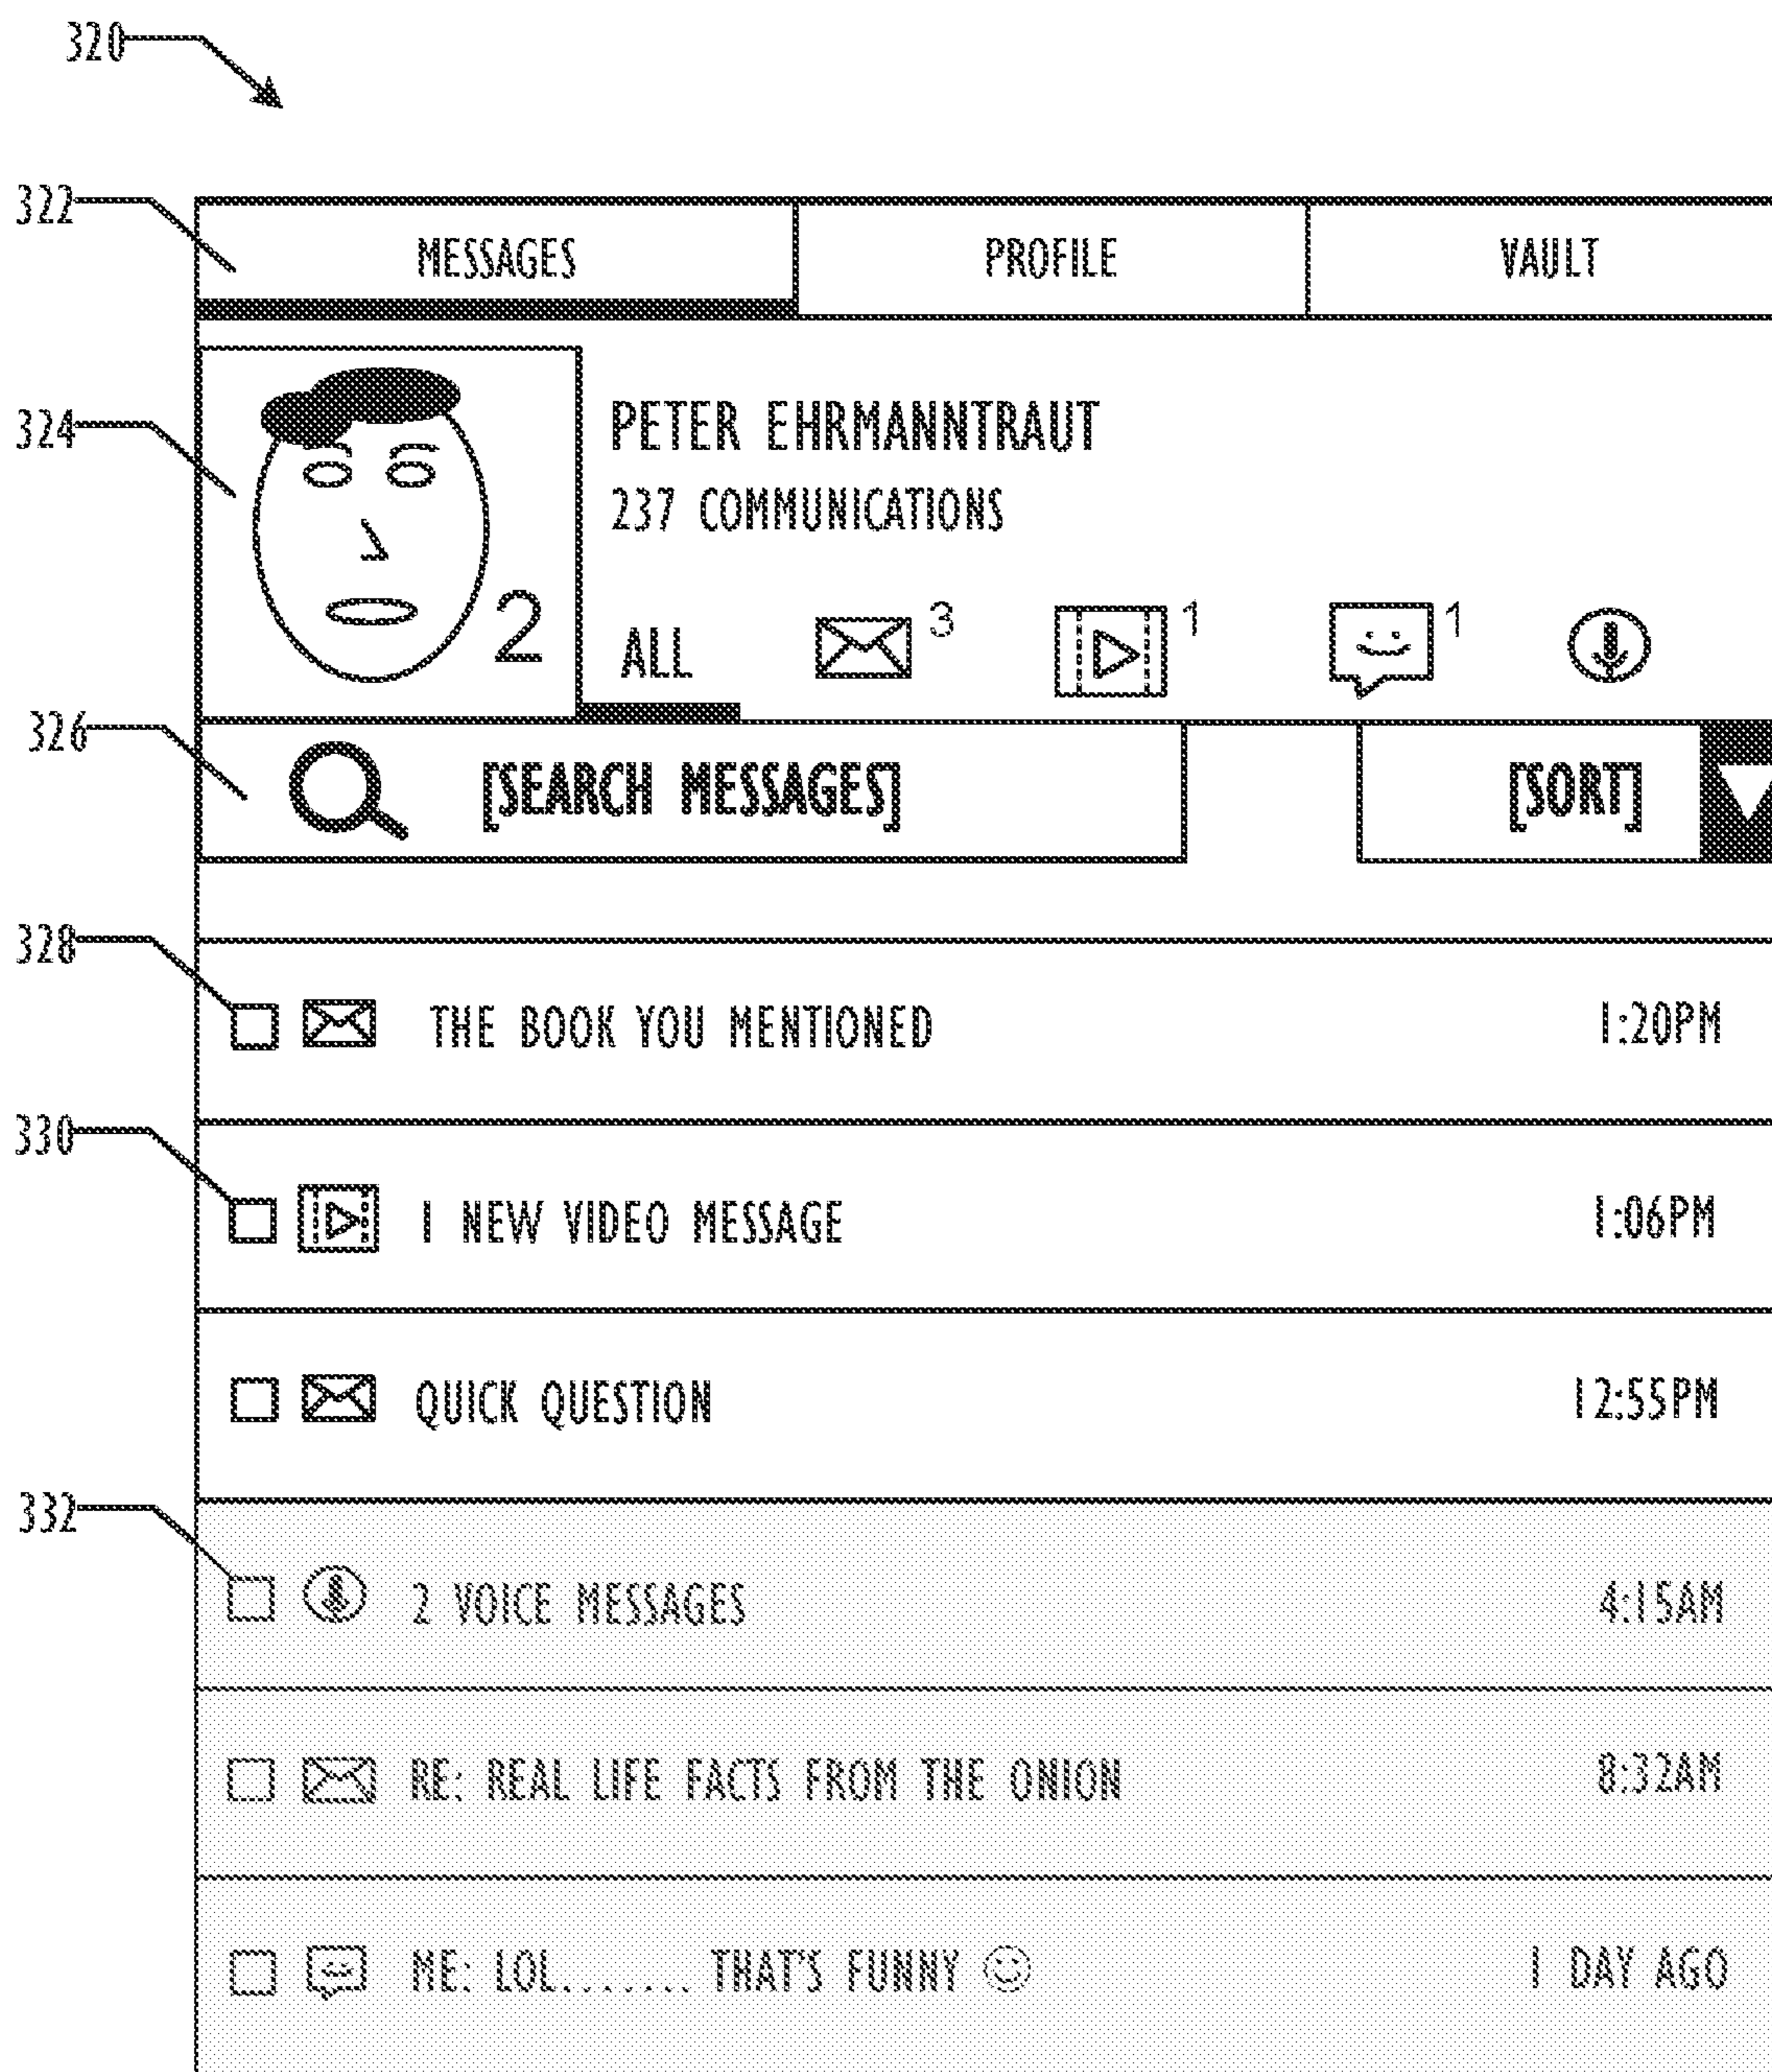 320
322
MESSAGES PROFILE VAULT
324
PETER EHRMANNTRAUT
237 COMMUNICATIONS
2
ALL 3 1 1
326
[SEARCH MESSAGES] [SORT]
328
THE BOOK YOU MENTIONED 1:20PM
330
1 NEW VIDEO MESSAGE 1:06PM
QUICK QUESTION 12:55PM
332
2 VOICE MESSAGES 4:15AM
RE: REAL LIFE FACTS FROM THE ONION 8:32AM
ME: LOL....... THAT'S FUNNY ☺ 1 DAY AGO